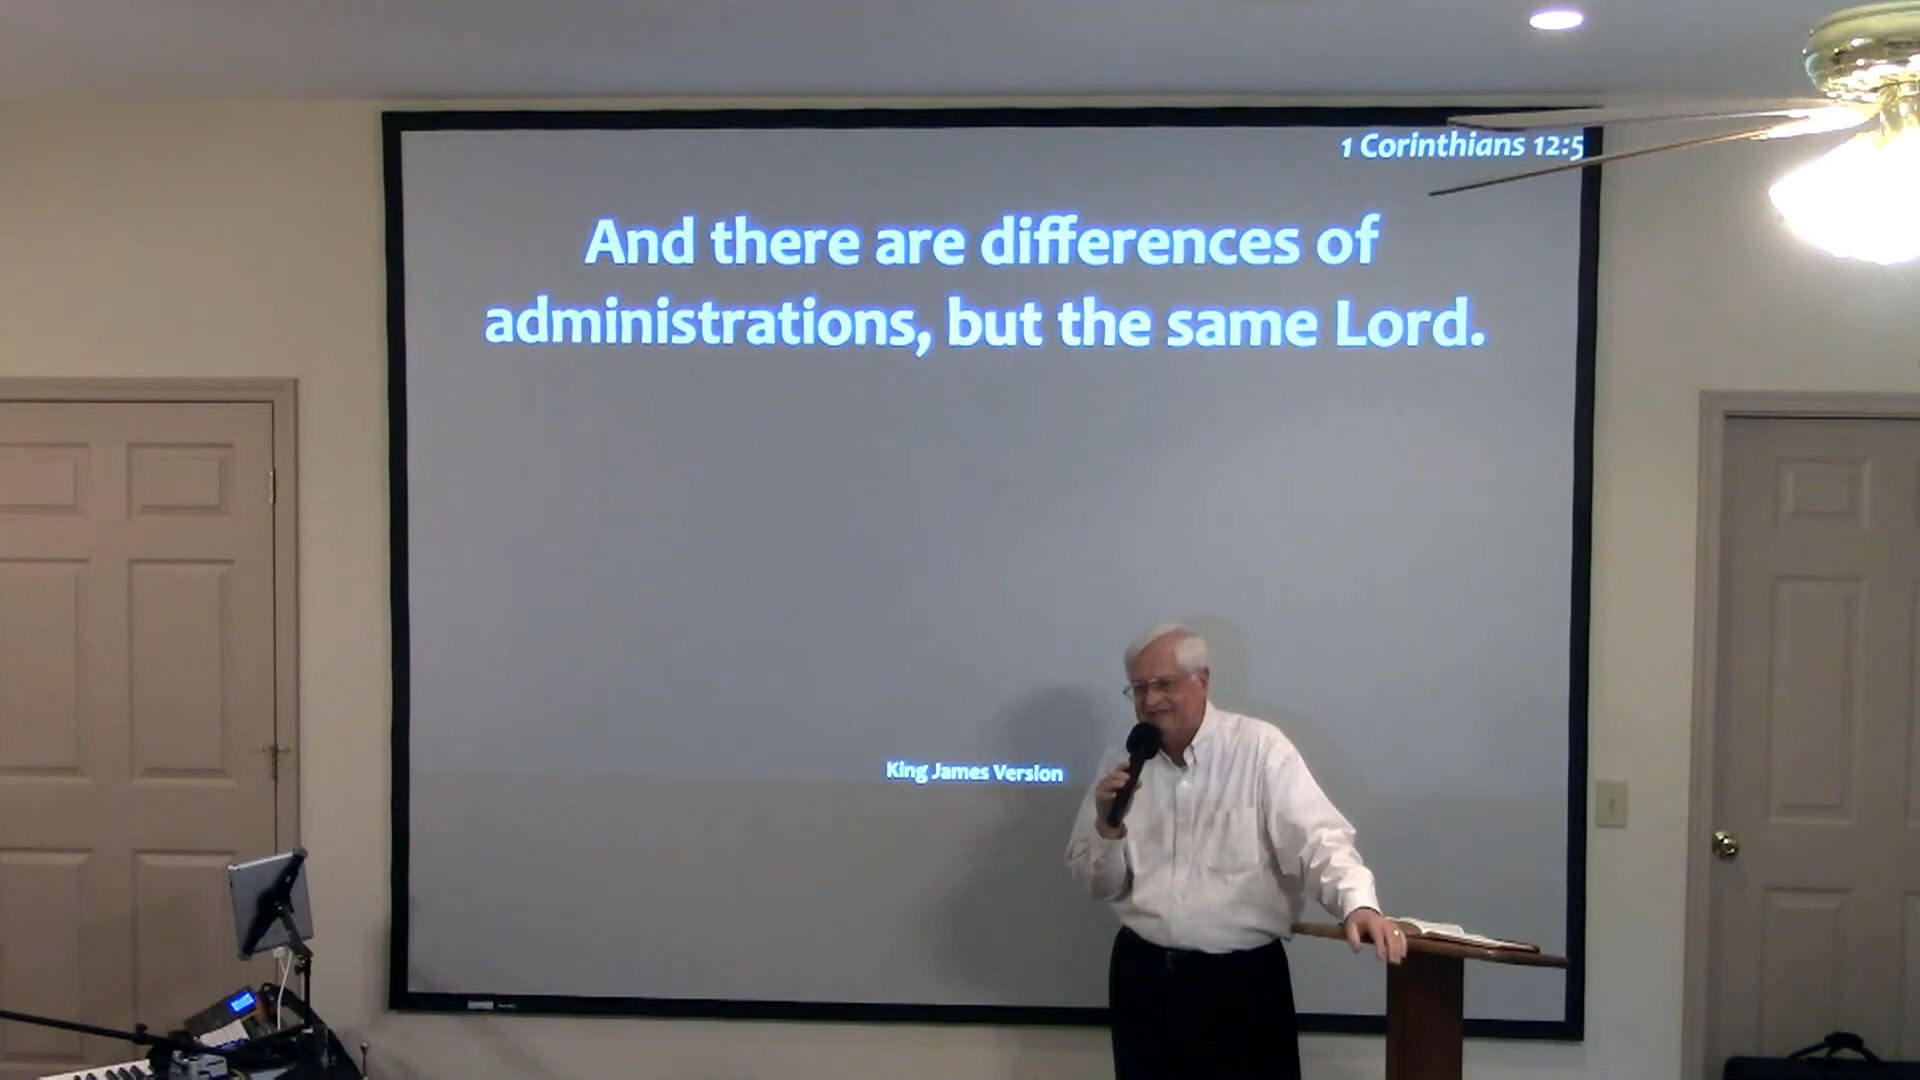 1 Corinthians 12:5
And there are differences of
administrations, but the same Lord.
King James Version